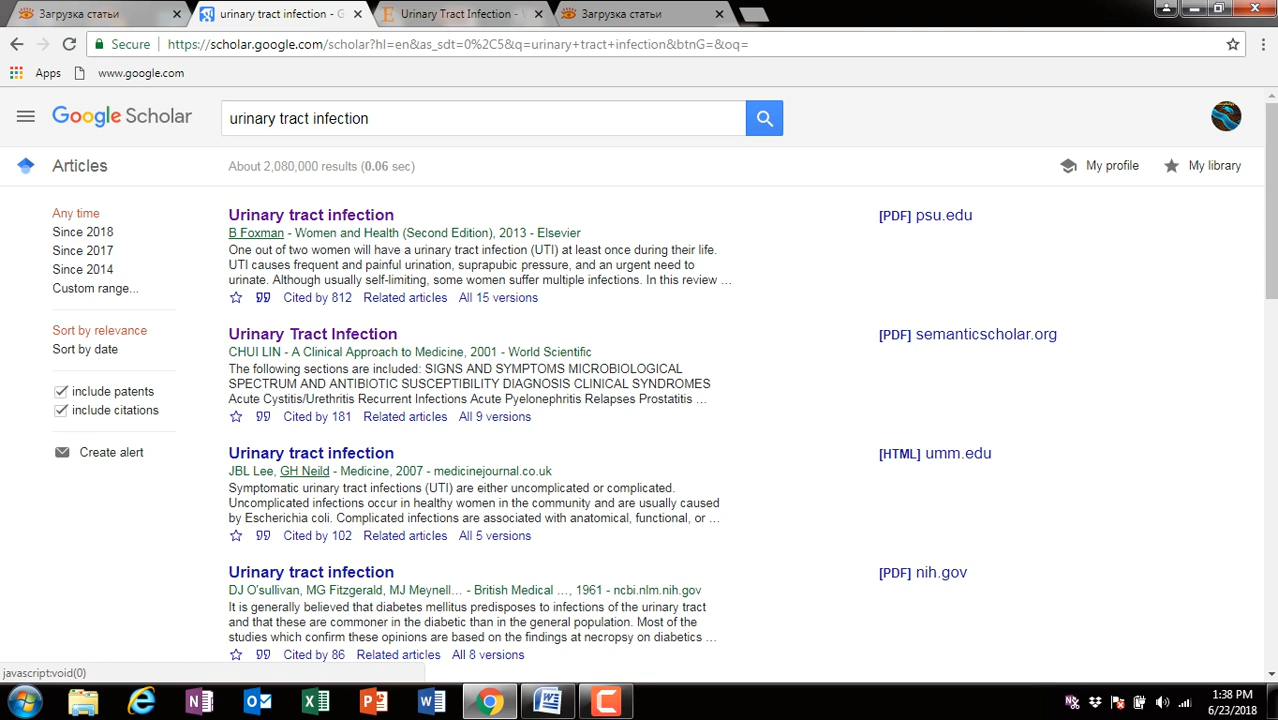 Загрузка статьи
urinary tract infection - G
Urinary Tract Infection -
Загрузка статьи
Secure
https://scholar.google.com/scholar?hl=en&as_sdt=0%2C5&q=urinary+tract+infection&btnG=&oq=
Apps
www.google.com
Google Scholar
urinary tract infection
Articles
About 2,080,000 results (0.06 sec)
My profile
My library
Any time
Since 2018
Since 2017
Since 2014
Custom range...
Sort by relevance
Sort by date
include patents
include citations
Create alert
Urinary tract infection
B Foxman - Women and Health (Second Edition), 2013 - Elsevier
One out of two women will have a urinary tract infection (UTI) at least once during their life.
UTI causes frequent and painful urination, suprapubic pressure, and an urgent need to
urinate. Although usually self-limiting, some women suffer multiple infections. In this review ...
Cited by 812 Related articles All 15 versions
[PDF] psu.edu
Urinary Tract Infection
CHUI LIN - A Clinical Approach to Medicine, 2001 - World Scientific
The following sections are included: SIGNS AND SYMPTOMS MICROBIOLOGICAL
SPECTRUM AND ANTIBIOTIC SUSCEPTIBILITY DIAGNOSIS CLINICAL SYNDROMES
Acute Cystitis/Urethritis Recurrent Infections Acute Pyelonephritis Relapses Prostatitis ...
Cited by 181 Related articles All 9 versions
[PDF] semanticscholar.org
Urinary tract infection
JBL Lee, GH Neild - Medicine, 2007 - medicinejournal.co.uk
Symptomatic urinary tract infections (UTI) are either uncomplicated or complicated.
Uncomplicated infections occur in healthy women in the community and are usually caused
by Escherichia coli. Complicated infections are associated with anatomical, functional, or ...
Cited by 102 Related articles All 5 versions
[HTML] umm.edu
Urinary tract infection
DJ O'sullivan, MG Fitzgerald, MJ Meynell... - British Medical ..., 1961 - ncbi.nlm.nih.gov
It is generally believed that diabetes mellitus predisposes to infections of the urinary tract
and that these are commoner in the diabetic than in the general population. Most of the
studies which confirm these opinions are based on the findings at necropsy on diabetics ...
Cited by 86 Related articles All 8 versions
[PDF] nih.gov
javascript:void(0)
1:38 PM
6/23/2018